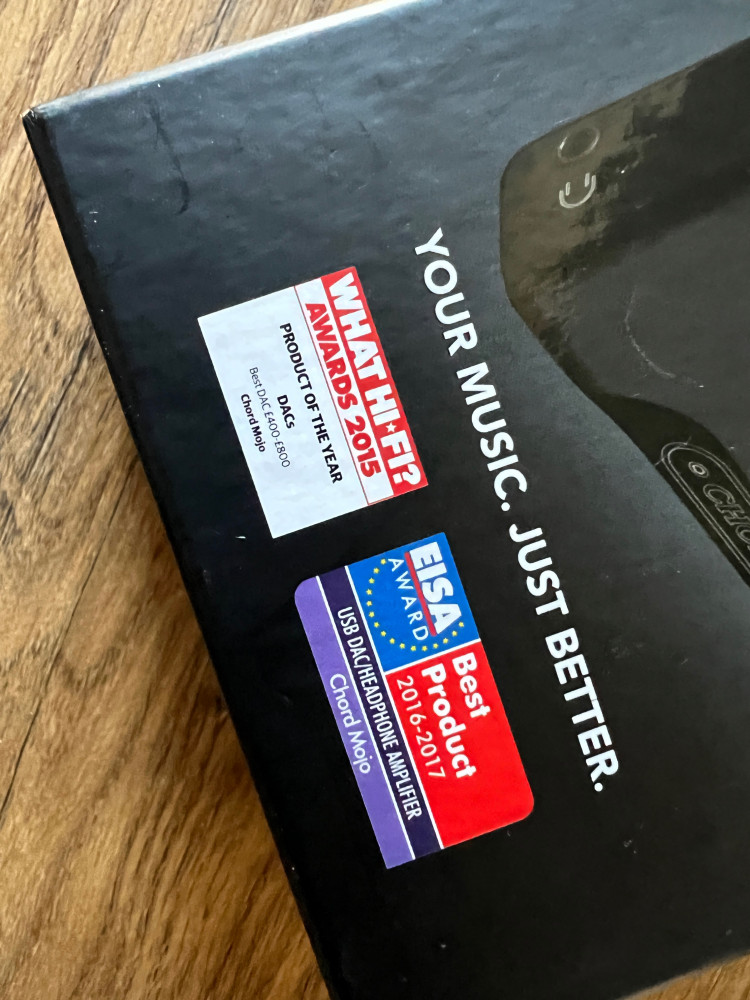 YOUR MUSIC. JUST BETTER.
WHAT HI-FI?
AWARDS 2015
PRODUCT OF THE YEAR
DACs
Best DAC £400-£800
Chord Mojo
EISA
AWARD
Best
Product
2016-2017
USB DAC/HEADPHONE AMPLIFIER
Chord Mojo